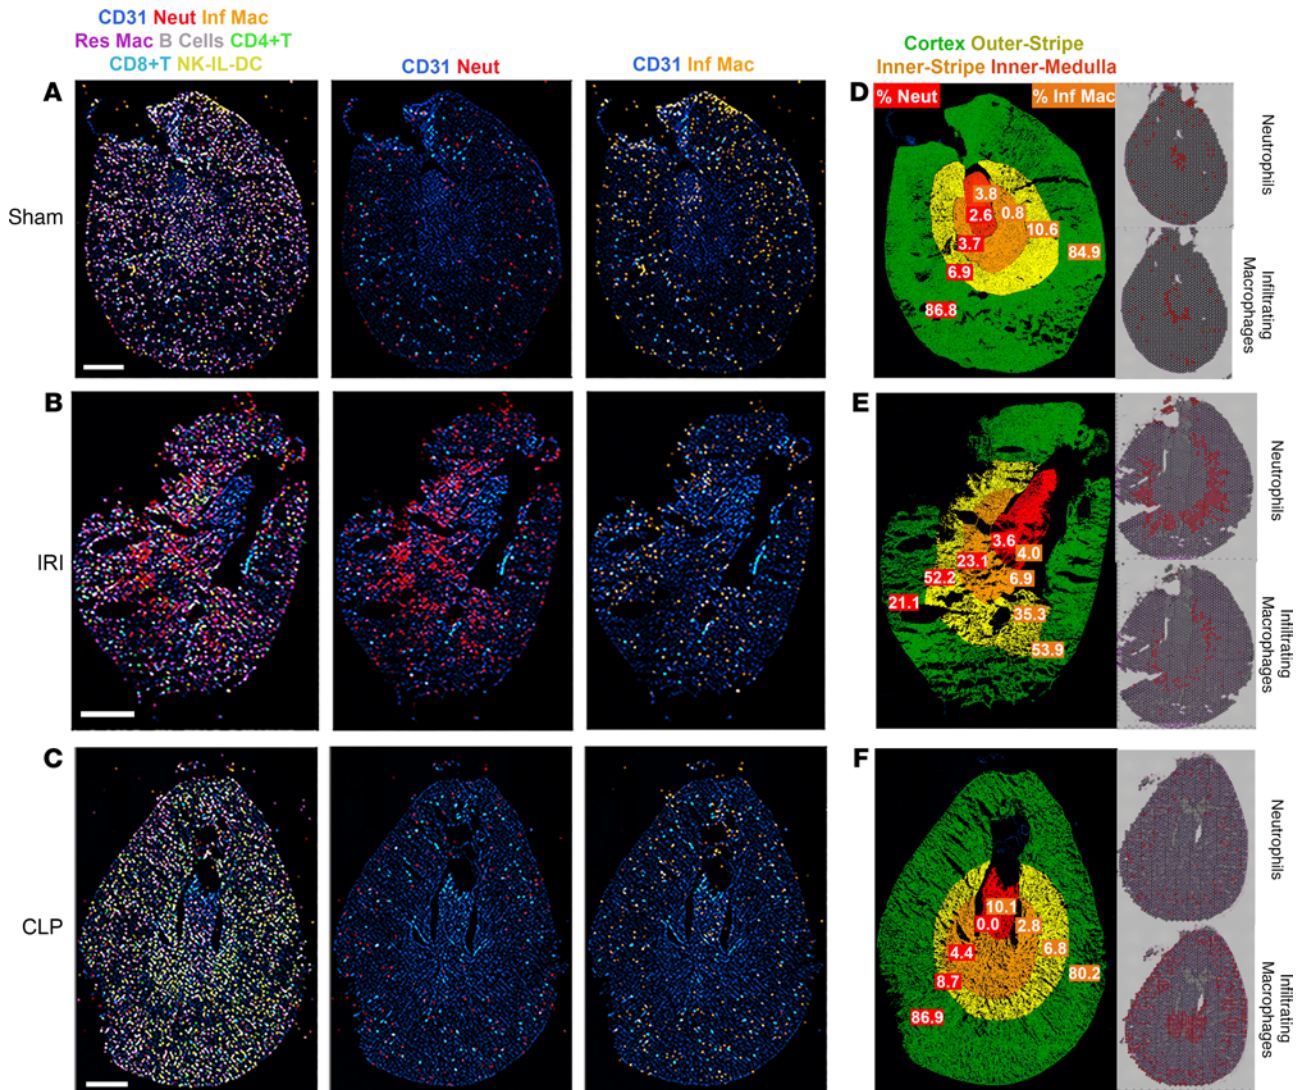 CD31 Neut Inf Mac
Res Mac B Cells CD4+T
CD8+T NK-IL-DC
CD31 Neut
CD31 Inf Mac
Cortex Outer-Stripe
Inner-Stripe Inner-Medulla
A
D
% Neut
% Inf Mac
Sham
3.8
2.6
0.8
10.6
3.7
84.9
6.9
86.8
Neutrophils
Infiltrating
Macrophages
B
E
IRI
3.6
4.0
23.1
52.2
6.9
21.1
35.3
53.9
Neutrophils
Infiltrating
Macrophages
C
F
CLP
10.1
0.0
2.8
4.4
6.8
8.7
80.2
86.9
Neutrophils
Infiltrating
Macrophages